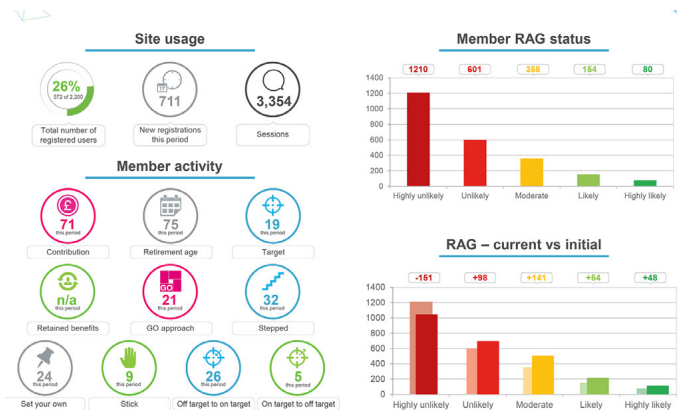 Site usage
26%
572 of 2,200
Total number of
registered users
711
New registrations
this period
3,354
Sessions
Member activity
71
this period
Contribution
75
this period
Retirement age
19
this period
Target
n/a
this period
Retained benefits
GO
21
this period
GO approach
32
this period
Stepped
24
this period
Set your own
9
this period
Stick
26
this period
Off target to on target
5
this period
On target to off target
Member RAG status
1210 601 358 154 80
1400
1200
1000
800
600
400
200
0
Highly unlikely Unlikely Moderate Likely Highly likely
RAG – current vs initial
-161 +98 +141 +54 +48
1400
1200
1000
800
600
400
200
0
Highly unlikely Unlikely Moderate Likely Highly likely